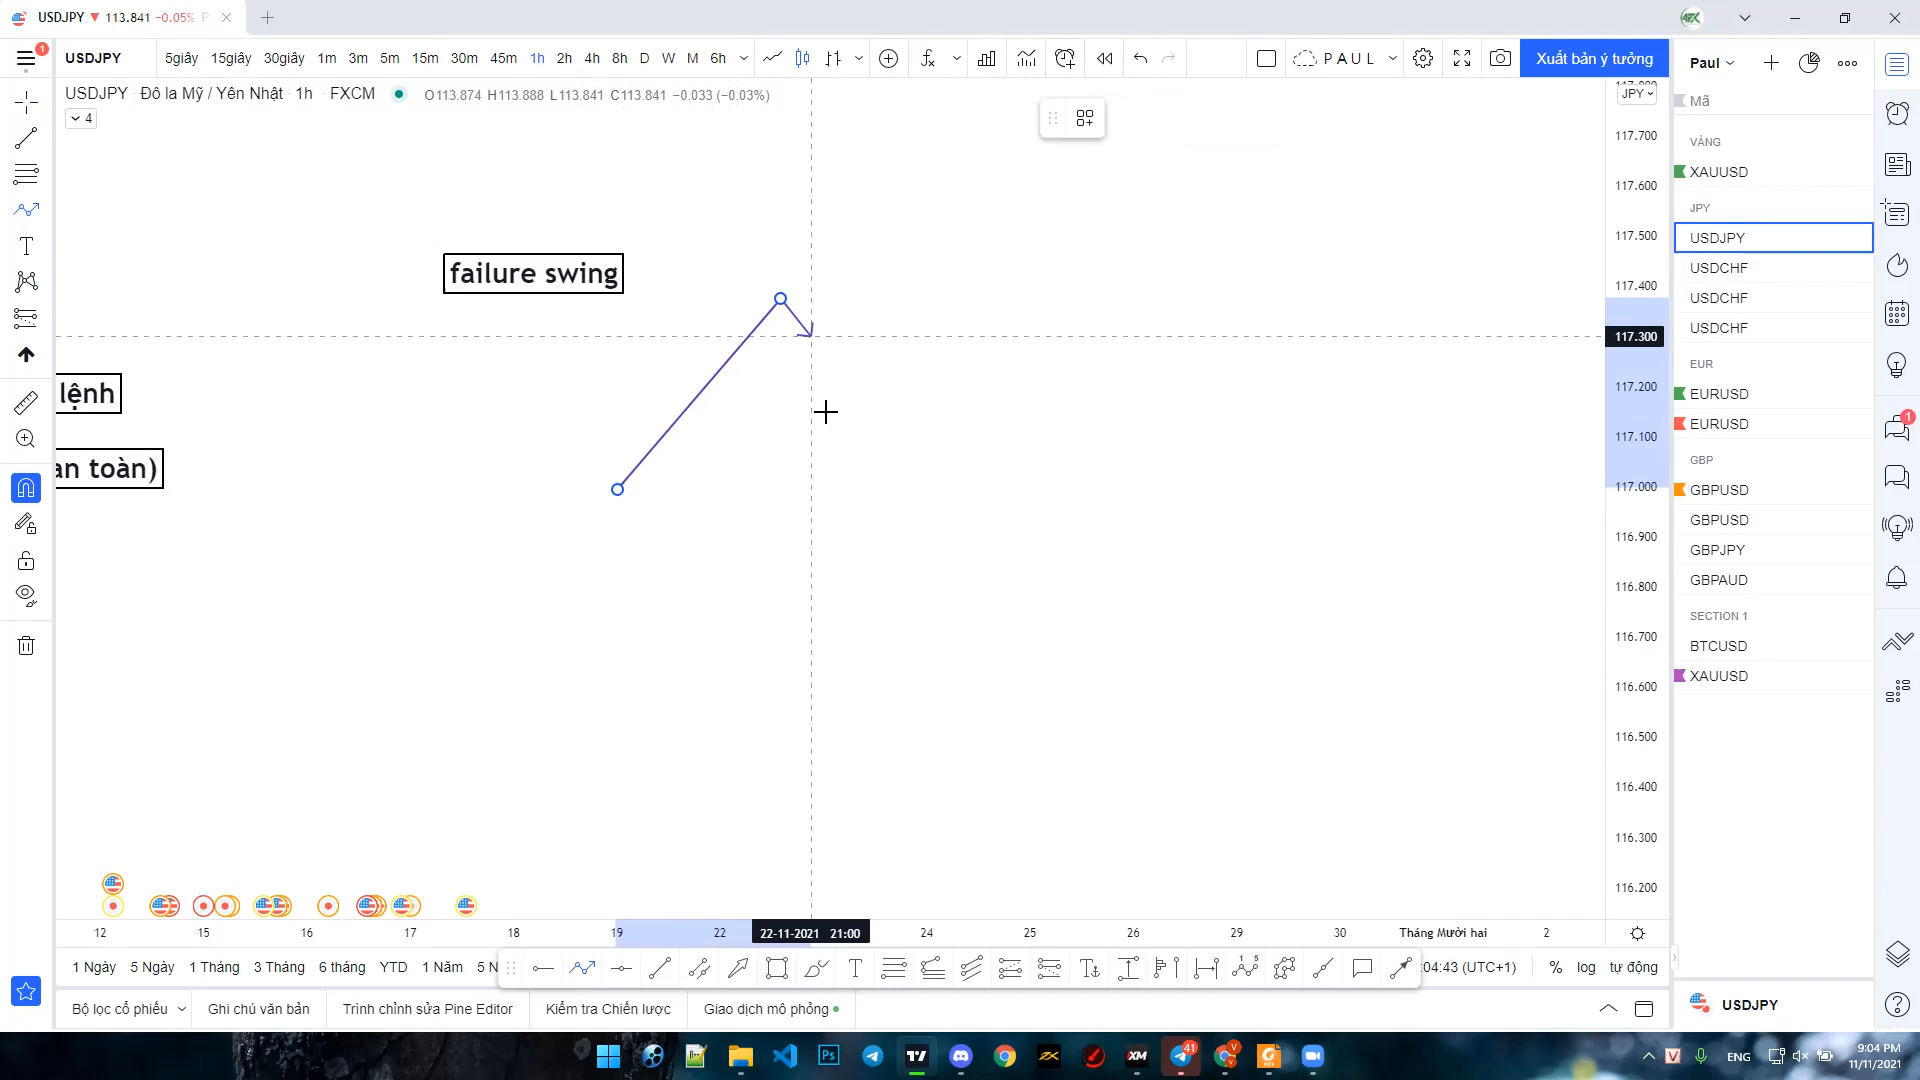 USDJPY ▼ 113.841 −0.05% P
1
USDJPY
5giây 15giây 30giây 1m 3m 5m 15m 30m 45m 1h 2h 4h 8h D W M 6h
PAUL
Xuất bản ý tưởng
Paul
USDJPY · Đô la Mỹ / Yên Nhật · 1h · FXCM
O113.874 H113.888 L113.841 C113.841 −0.033 (−0.03%)
JPY
4
failure swing
lệnh
an toàn)
117.700
117.600
117.500
117.400
117.300
117.200
117.100
117.000
116.900
116.800
116.700
116.600
116.500
116.400
116.300
116.200
Mã
VÀNG
XAUUSD
JPY
USDJPY
USDCHF
USDCHF
USDCHF
EUR
EURUSD
EURUSD
GBP
GBPUSD
GBPUSD
GBPJPY
GBPAUD
SECTION 1
BTCUSD
XAUUSD
1
12 15 16 17 18 19 22 22-11-2021 21:00 24 25 26 29 30 Tháng Mười hai 2
1 Ngày 5 Ngày 1 Tháng 3 Tháng 6 tháng YTD 1 Năm 5 N
:04:43 (UTC+1) % log tự động
Bộ lọc cổ phiếu Ghi chú văn bản Trình chỉnh sửa Pine Editor Kiểm tra Chiến lược Giao dịch mô phỏng
USDJPY
41
ENG
9:04 PM
11/11/2021